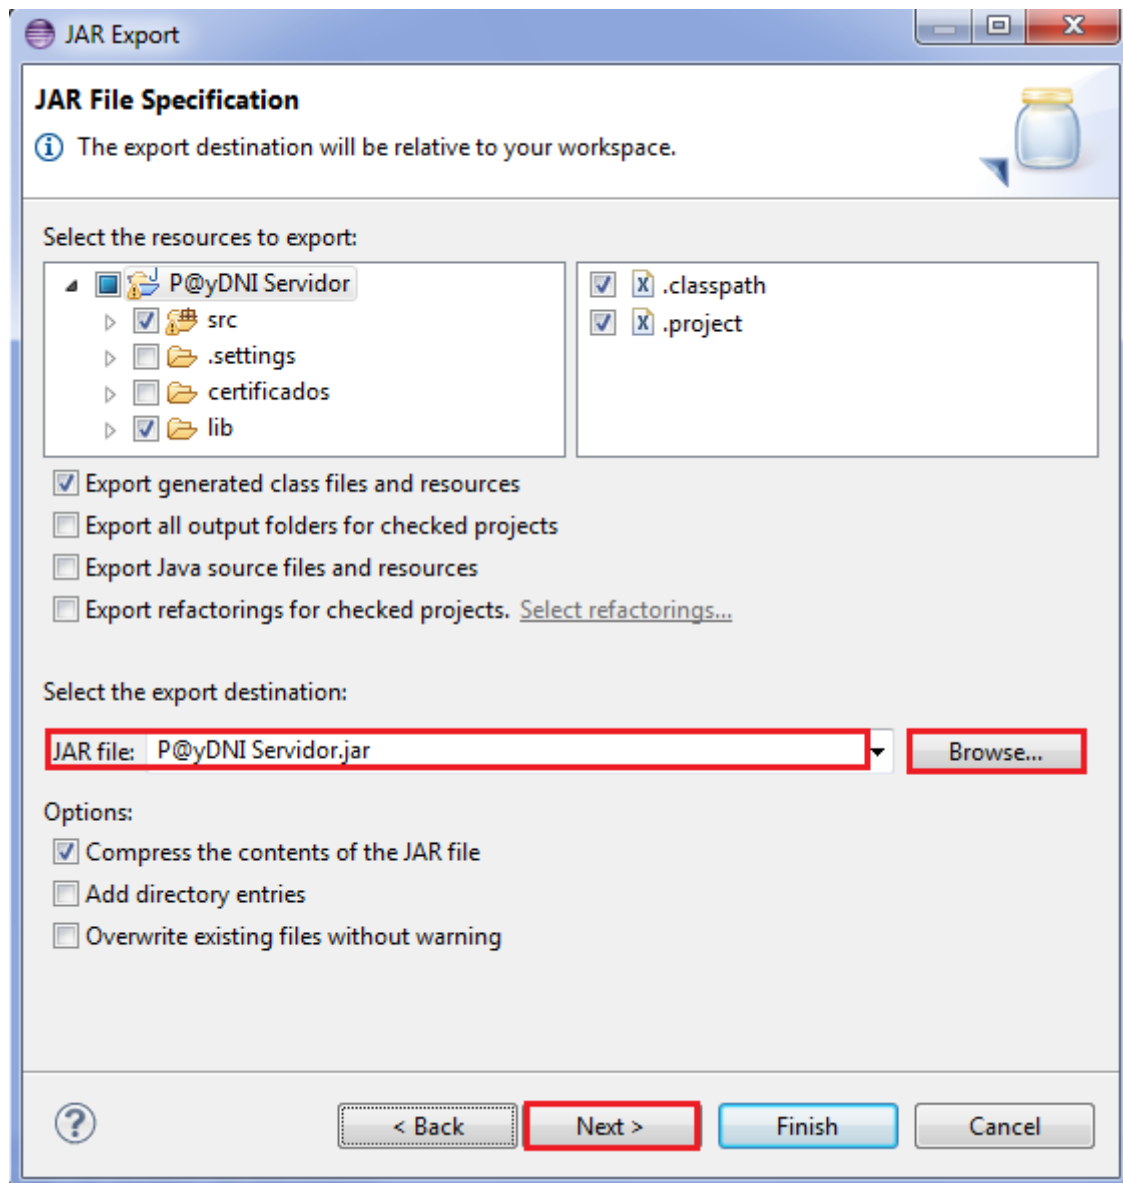 JAR Export
JAR File Specification
The export destination will be relative to your workspace.
Select the resources to export:
P@yDNI Servidor
src
.settings
certificados
lib
.classpath
.project
Export generated class files and resources
Export all output folders for checked projects
Export Java source files and resources
Export refactorings for checked projects. Select refactorings...
Select the export destination:
JAR file: P@yDNI Servidor.jar Browse...
Options:
Compress the contents of the JAR file
Add directory entries
Overwrite existing files without warning
< Back Next > Finish Cancel